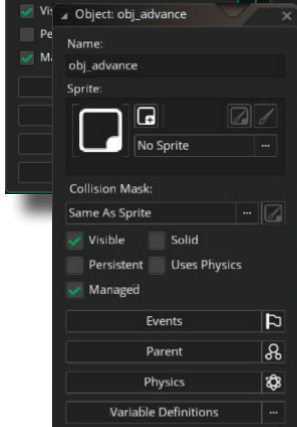 Vis
Pe
Ma
Object: obj_advance
Name:
obj_advance
Sprite:
No Sprite
...
Collision Mask:
Same As Sprite
...
Visible
Solid
Persistent
Uses Physics
Managed
Events
Parent
Physics
Variable Definitions
...